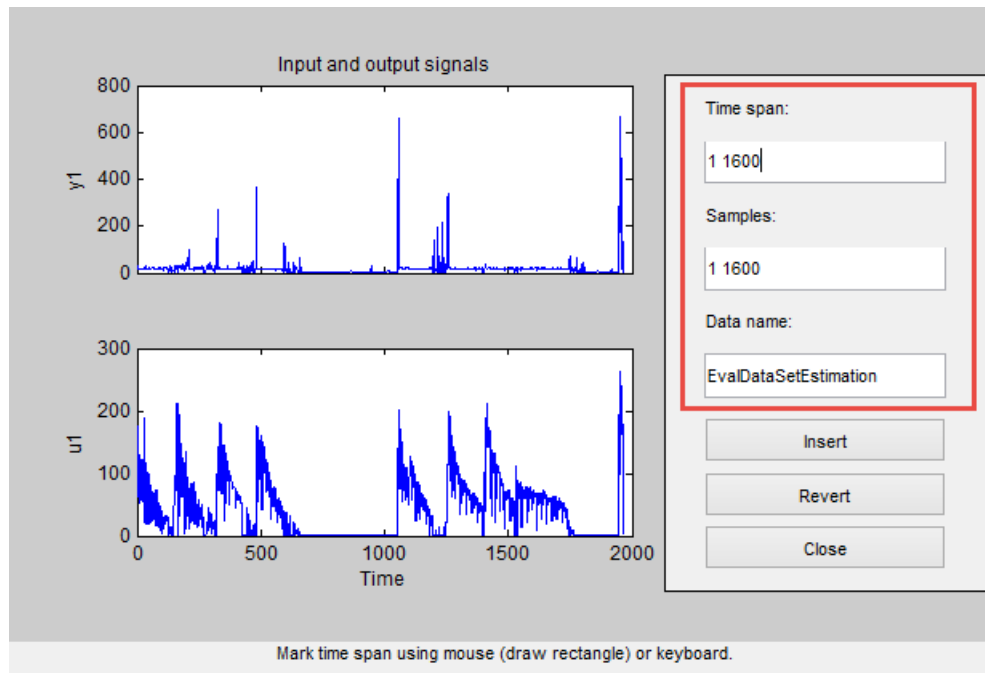 Input and output signals
800
600
400
200
0
y1
300
200
100
0
u1
0 500 1000 1500 2000
Time
Time span:
1 1600
Samples:
1 1600
Data name:
EvalDataSetEstimation
Insert
Revert
Close
Mark time span using mouse (draw rectangle) or keyboard.